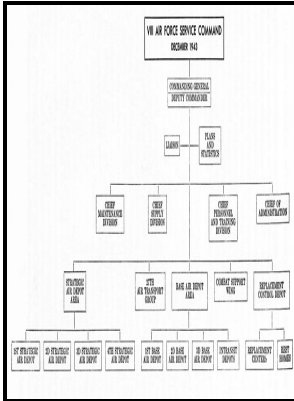 VIII AIR FORCE SERVICE COMMAND
DECEMBER 1943
COMMANDING GENERAL
DEPUTY COMMANDER
LIAISON
PLANS
AND
STATISTICS
CHIEF
MAINTENANCE
DIVISION
CHIEF
SUPPLY
DIVISION
CHIEF
PERSONNEL
AND TRAINING
DIVISION
CHIEF OF
ADMINISTRATION
STRATEGIC
AIR DEPOT
AREA
27TH
AIR TRANSPORT
GROUP
BASE AIR DEPOT
AREA
COMBAT SUPPORT
WING
REPLACEMENT
CONTROL DEPOT
1ST STRATEGIC
AIR DEPOT
2D STRATEGIC
AIR DEPOT
3D STRATEGIC
AIR DEPOT
4TH STRATEGIC
AIR DEPOT
1ST BASE
AIR DEPOT
2D BASE
AIR DEPOT
3D BASE
AIR DEPOT
INTRANSIT
DEPOTS
REPLACEMENT
CENTERS
REST
HOMES